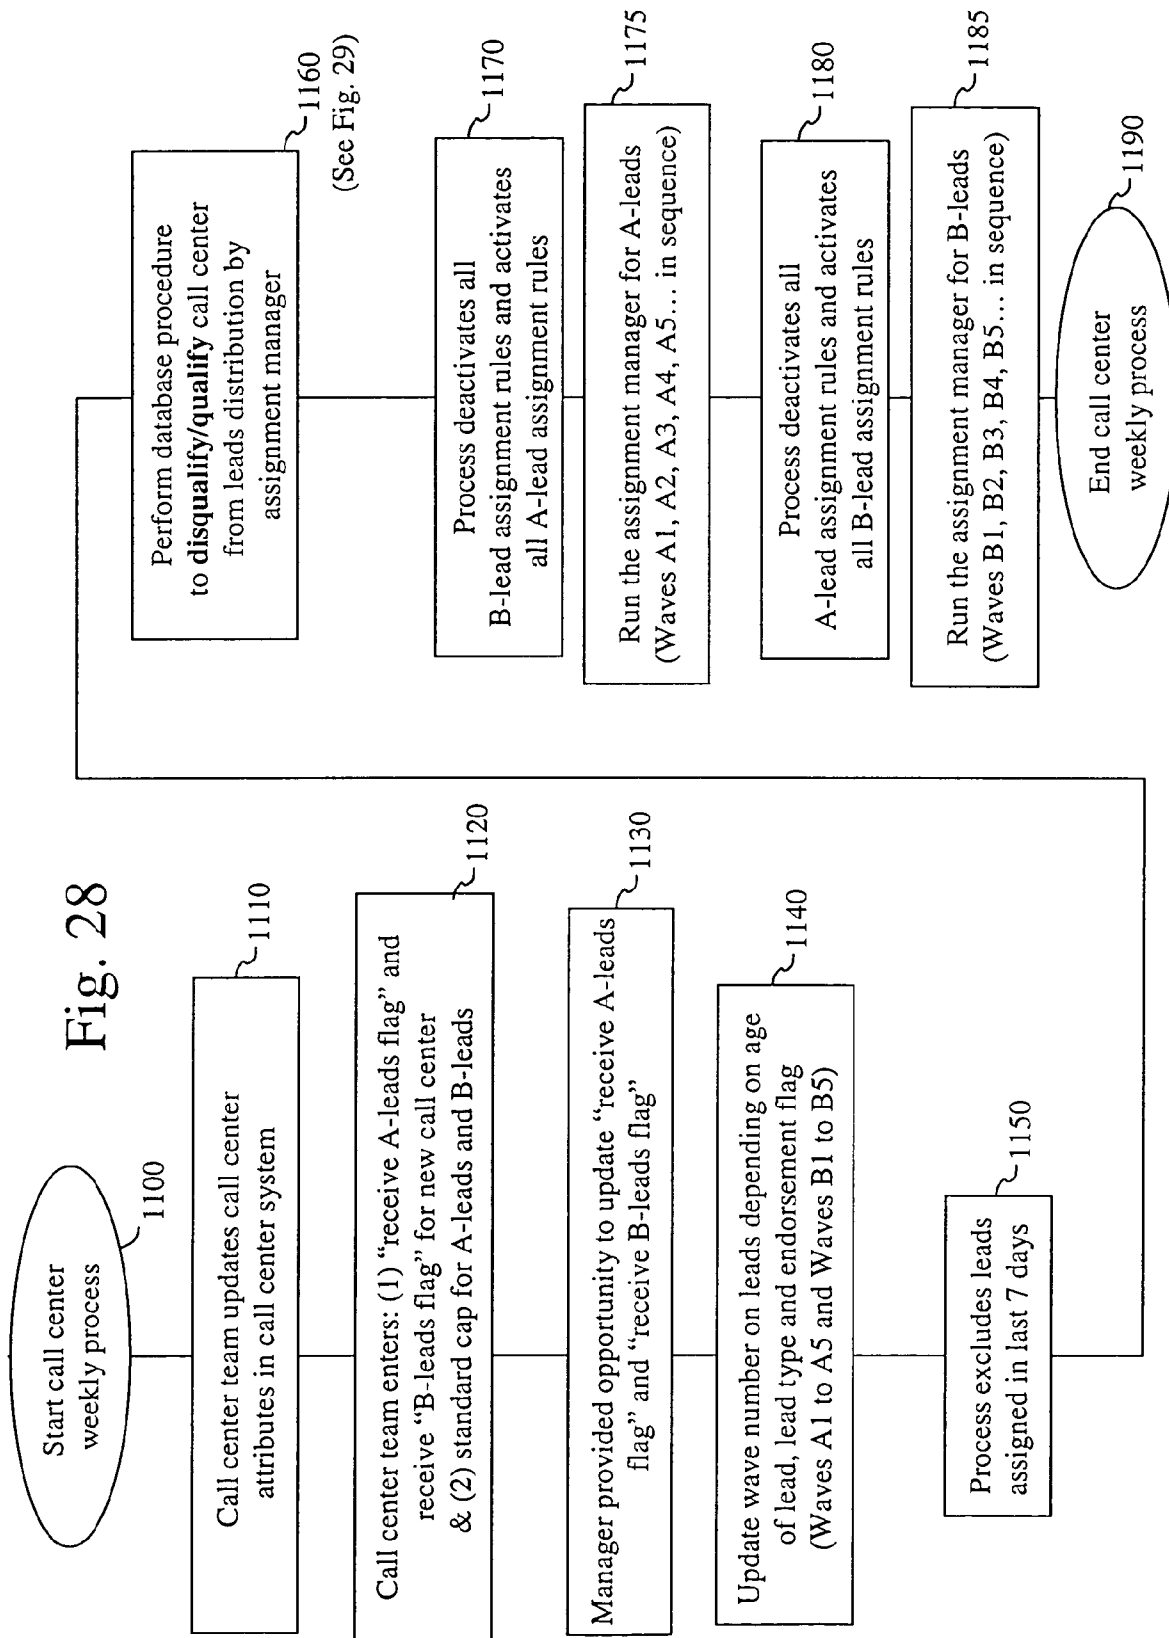 Fig. 28
Start call center
weekly process
1100
Call center team updates call center
attributes in call center system
1110
Call center team enters: (1) “receive A-leads flag” and
receive “B-leads flag” for new call center
& (2) standard cap for A-leads and B-leads
1120
Manager provided opportunity to update “receive A-leads
flag” and “receive B-leads flag”
1130
Update wave number on leads depending on age
of lead, lead type and endorsement flag
(Waves A1 to A5 and Waves B1 to B5)
1140
Process excludes leads
assigned in last 7 days
1150
Perform database procedure
to disqualify/qualify call center
from leads distribution by
assignment manager
1160
(See Fig. 29)
Process deactivates all
B-lead assignment rules and activates
all A-lead assignment rules
1170
Run the assignment manager for A-leads
(Waves A1, A2, A3, A4, A5... in sequence)
1175
Process deactivates all
A-lead assignment rules and activates
all B-lead assignment rules
1180
Run the assignment manager for B-leads
(Waves B1, B2, B3, B4, B5... in sequence)
1185
End call center
weekly process
1190